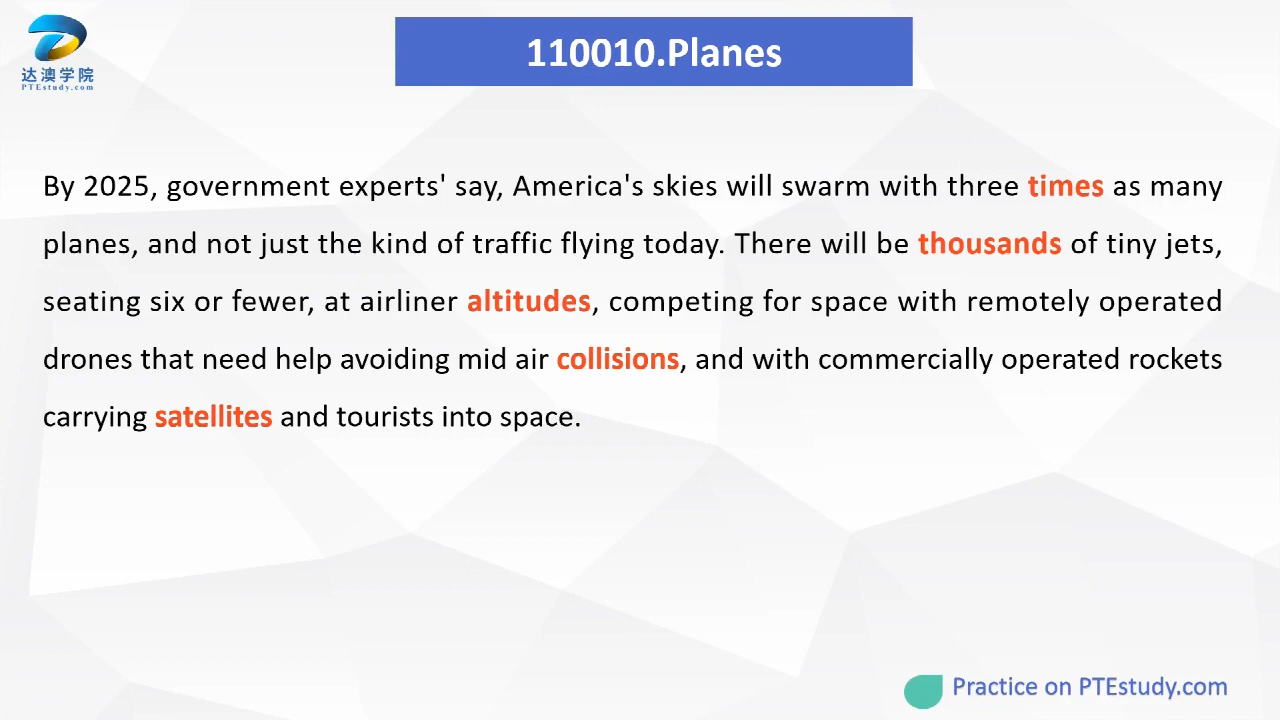 达澳学院
PTEstudy.com
110010.Planes
By 2025, government experts' say, America's skies will swarm with three times as many
planes, and not just the kind of traffic flying today. There will be thousands of tiny jets,
seating six or fewer, at airliner altitudes, competing for space with remotely operated
drones that need help avoiding mid air collisions, and with commercially operated rockets
carrying satellites and tourists into space.
Practice on PTEstudy.com